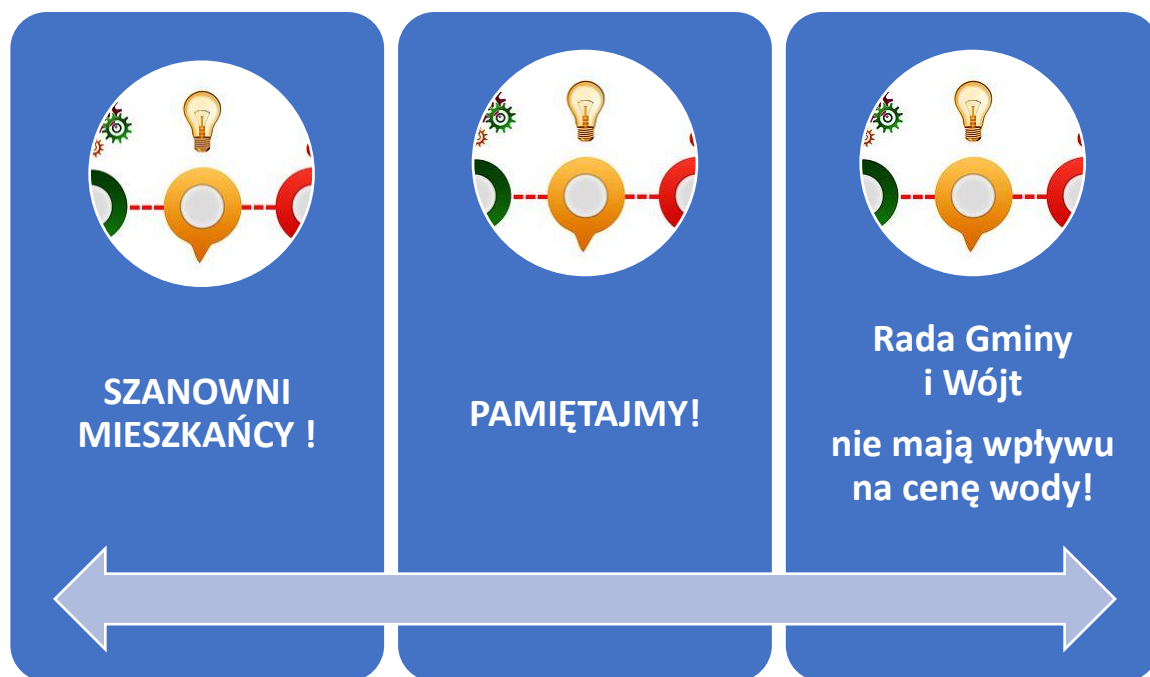 SZANOWNI
MIESZKAŃCY !
PAMIĘTAJMY!
Rada Gminy
i Wójt
nie mają wpływu
na cenę wody!